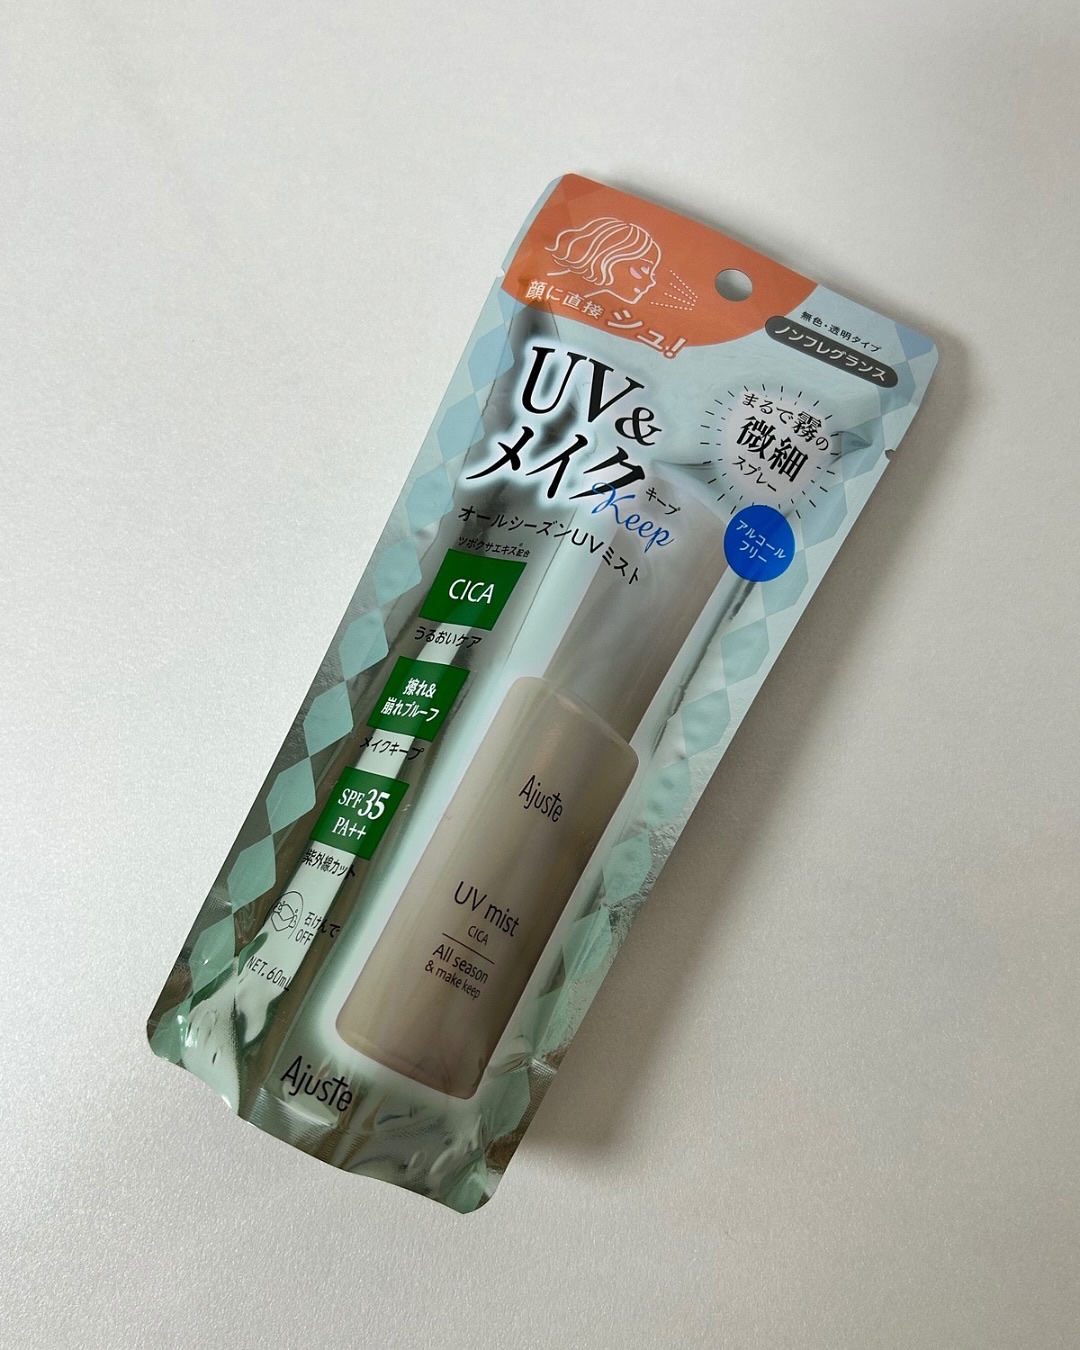 顔に直接 シュ!
無色・透明タイプ
ノンフレグランス
UV&
メイク
Keep
キープ
まるで霧の
微細
スプレー
アルコール
フリー
オールシーズンUVミスト
ツボクサエキス配合
CICA
うるおいケア
擦れ&
崩れプルーフ
メイクキープ
SPF35
PA++
紫外線カット
石けんで
OFF
NET.60mL
Ajuste
UV mist
CICA
All season
& make keep
Ajuste